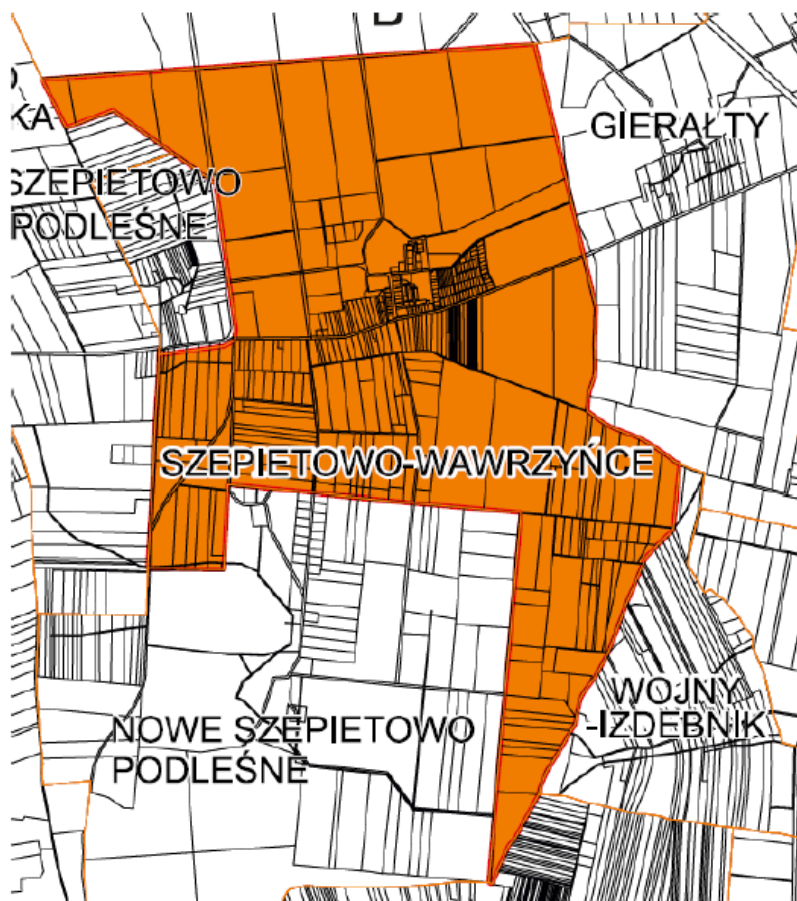 GIERAŁTY
KA
SZEPIETOWO
PODLEŚNE
SZEPIETOWO-WAWRZYŃCE
WOJNY
-IZDEBNIK
NOWE SZEPIETOWO
PODLEŚNE